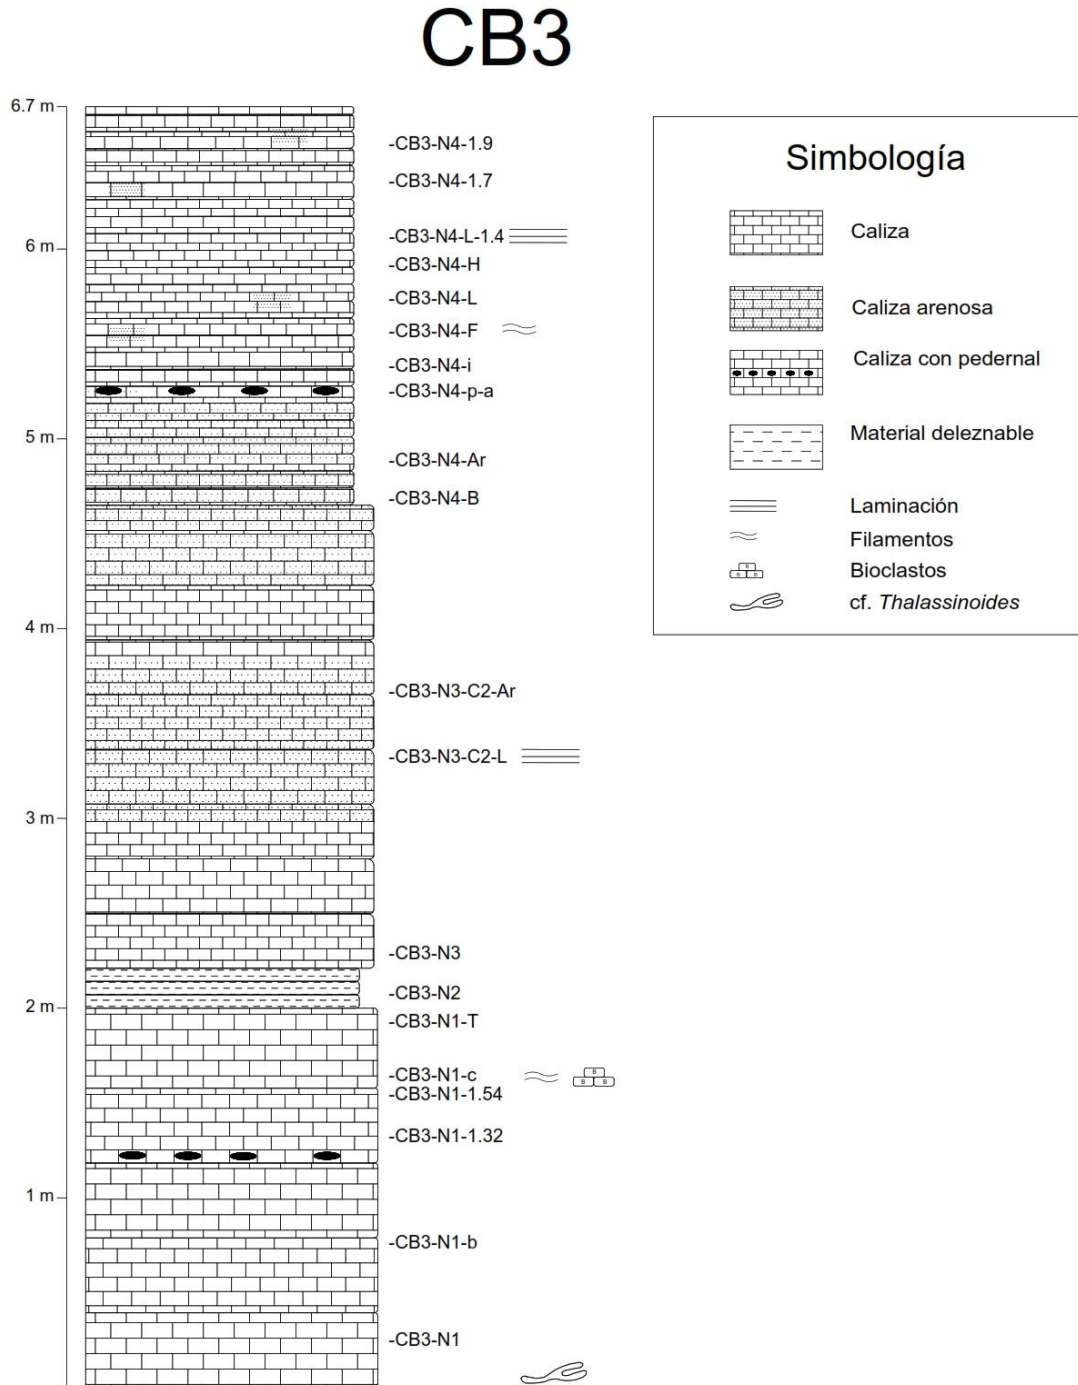 CB3
6.7 m
-CB3-N4-1.9
-CB3-N4-1.7
6 m
-CB3-N4-L-1.4
-CB3-N4-H
-CB3-N4-L
-CB3-N4-F
-CB3-N4-i
-CB3-N4-p-a
5 m
-CB3-N4-Ar
-CB3-N4-B
4 m
-CB3-N3-C2-Ar
-CB3-N3-C2-L
3 m
-CB3-N3
-CB3-N2
2 m
-CB3-N1-T
-CB3-N1-c
B
B B
-CB3-N1-1.54
-CB3-N1-1.32
1 m
-CB3-N1-b
-CB3-N1
Simbología
Caliza
Caliza arenosa
Caliza con pedernal
Material deleznable
Laminación
Filamentos
B
B B
Bioclastos
cf. Thalassinoides